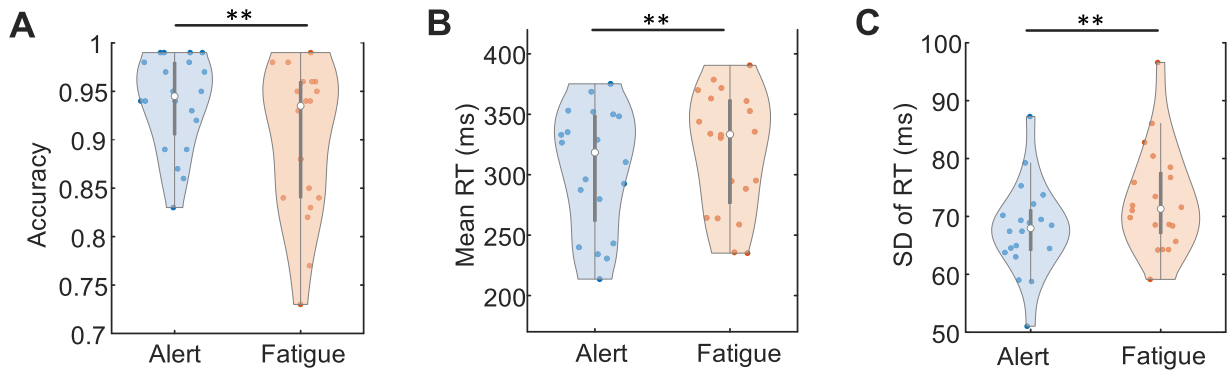 A
**
Accuracy
1
0.95
0.9
0.85
0.8
0.75
0.7
Alert
Fatigue
B
**
Mean RT (ms)
400
350
300
250
200
Alert
Fatigue
C
**
SD of RT (ms)
100
90
80
70
60
50
Alert
Fatigue